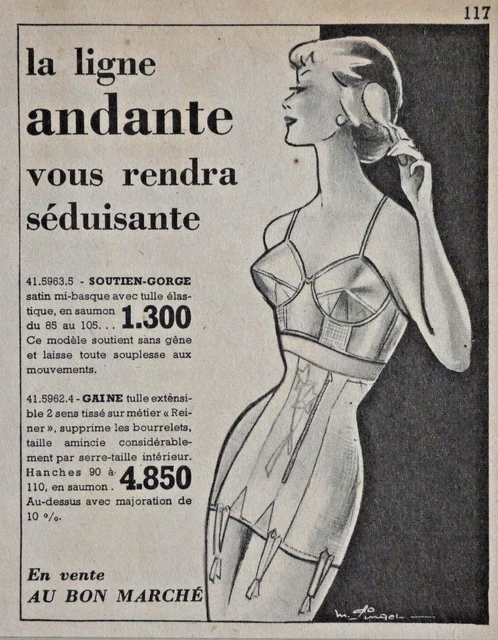 117
la ligne
andante
vous rendra
séduisante
41.5963.5 - SOUTIEN-GORGE
satin mi-basque avec tulle élas-
tique, en saumon
du 85 au 105... 1.300
Ce modèle soutient sans gêne
et laisse toute souplesse aux
mouvements.
41.5962.4 - GAINE tulle extënsi-
ble 2 sens tissé sur métier « Rei-
ner », supprime les bourrelets,
taille amincie considérable-
ment par serre-taille intérieur.
Hanches 90 à
110, en saumon . 4.850
Au-dessus avec majoration de
10 %.
En vente
AU BON MARCHÉ